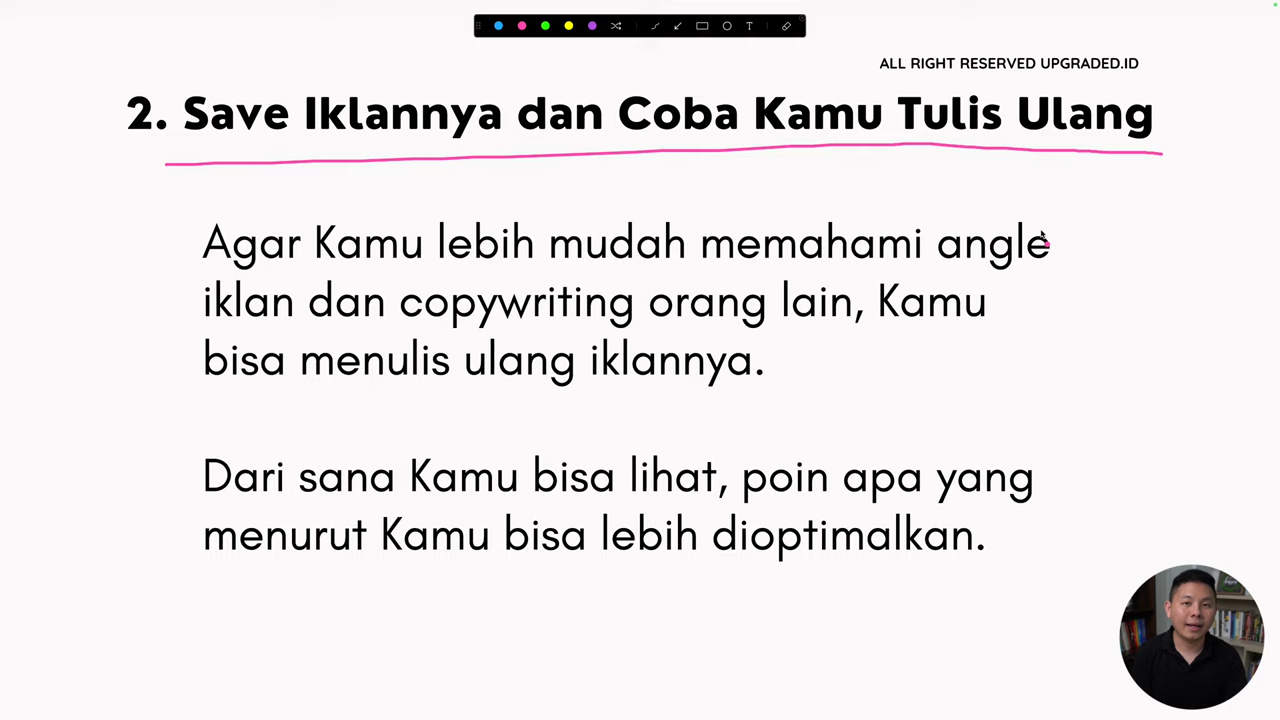 ALL RIGHT RESERVED UPGRADED.ID
2. Save Iklannya dan Coba Kamu Tulis Ulang
Agar Kamu lebih mudah memahami angle
iklan dan copywriting orang lain, Kamu
bisa menulis ulang iklannya.
Dari sana Kamu bisa lihat, poin apa yang
menurut Kamu bisa lebih dioptimalkan.